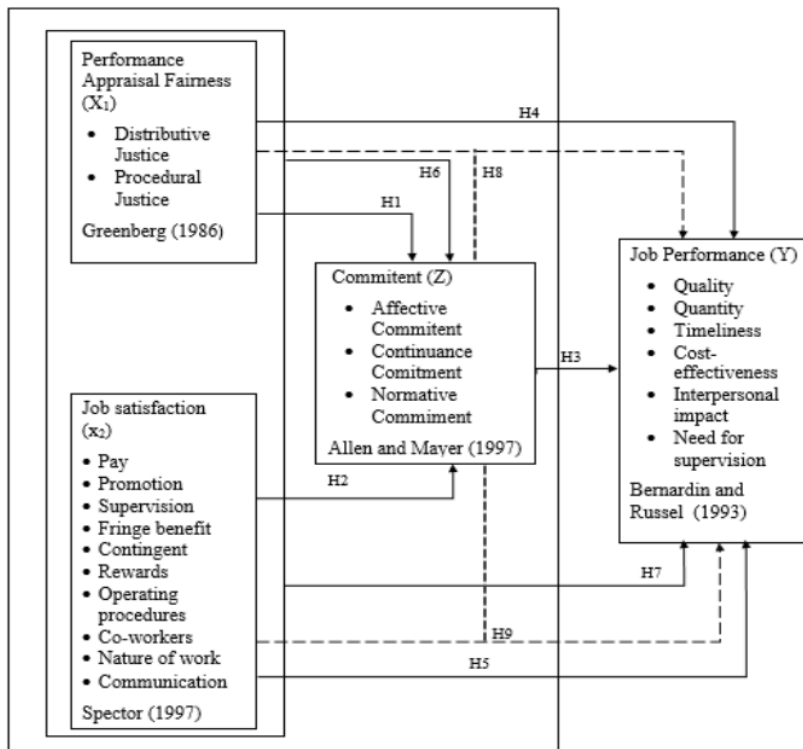 Performance
Appraisal Fairness
(X₁)
• Distributive
Justice
• Procedural
Justice
Greenberg (1986)
H4
H8
H6
H1
Commitent (Z)
• Affective
Commitent
• Continuance
Comitment
• Normative
Commiment
Allen and Mayer (1997)
H3
Job Performance (Y)
• Quality
• Quantity
• Timeliness
• Cost-
effectiveness
• Interpersonal
impact
• Need for
supervision
Bernardin and
Russel (1993)
Job satisfaction
(x₂)
• Pay
• Promotion
• Supervision
• Fringe benefit
• Contingent
• Rewards
• Operating
procedures
• Co-workers
• Nature of work
• Communication
Spector (1997)
H2
H7
H9
H5